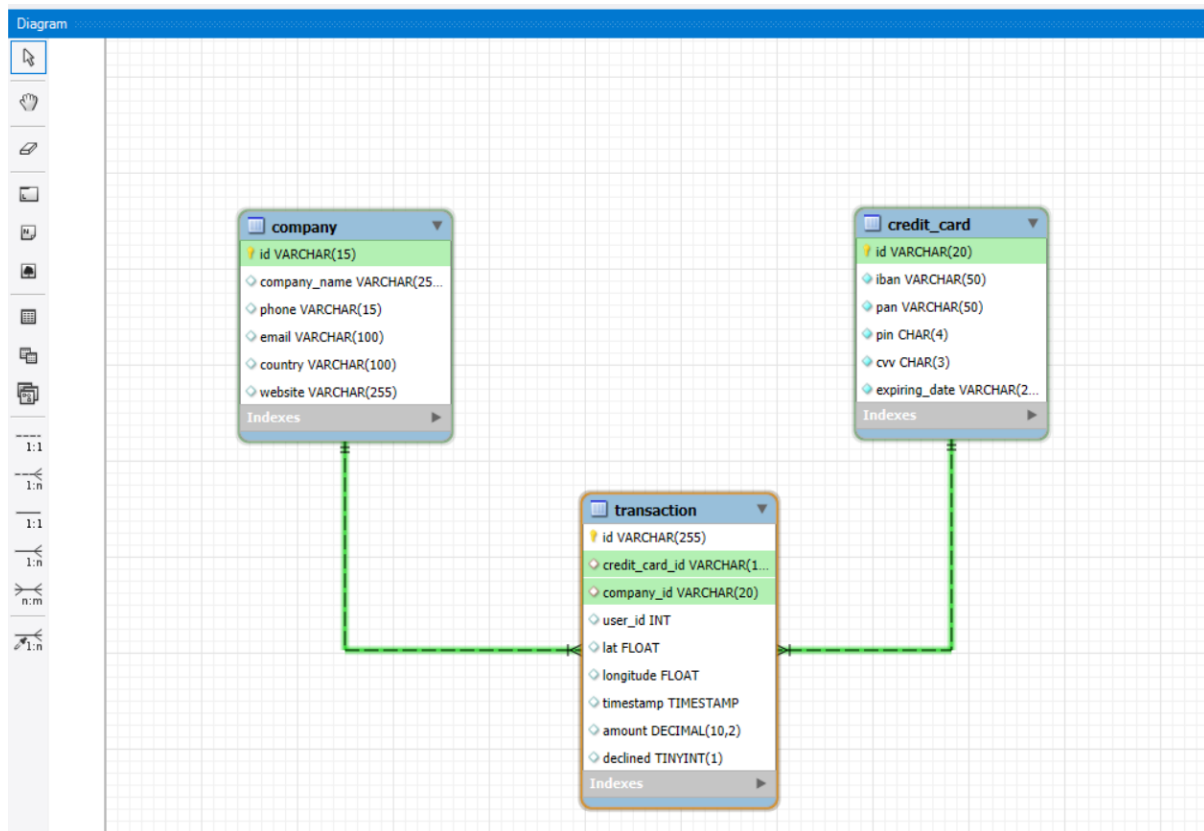 Diagram
1:1
1:n
1:1
1:n
n:m
1:n
company
id VARCHAR(15)
company_name VARCHAR(25...
phone VARCHAR(15)
email VARCHAR(100)
country VARCHAR(100)
website VARCHAR(255)
Indexes
credit_card
id VARCHAR(20)
iban VARCHAR(50)
pan VARCHAR(50)
pin CHAR(4)
cvv CHAR(3)
expiring_date VARCHAR(2...
Indexes
transaction
id VARCHAR(255)
credit_card_id VARCHAR(1...
company_id VARCHAR(20)
user_id INT
lat FLOAT
longitude FLOAT
timestamp TIMESTAMP
amount DECIMAL(10,2)
declined TINYINT(1)
Indexes